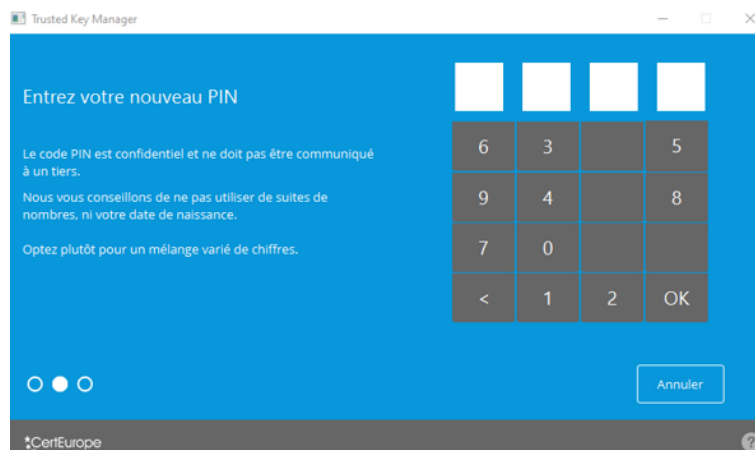 Trusted Key Manager
Entrez votre nouveau PIN
Le code PIN est confidentiel et ne doit pas être communiqué
à un tiers.
Nous vous conseillons de ne pas utiliser de suites de
nombres, ni votre date de naissance.
Optez plutôt pour un mélange varié de chiffres.
6 3 5
9 4 8
7 0
< 1 2 OK
Annuler
CertEurope
?